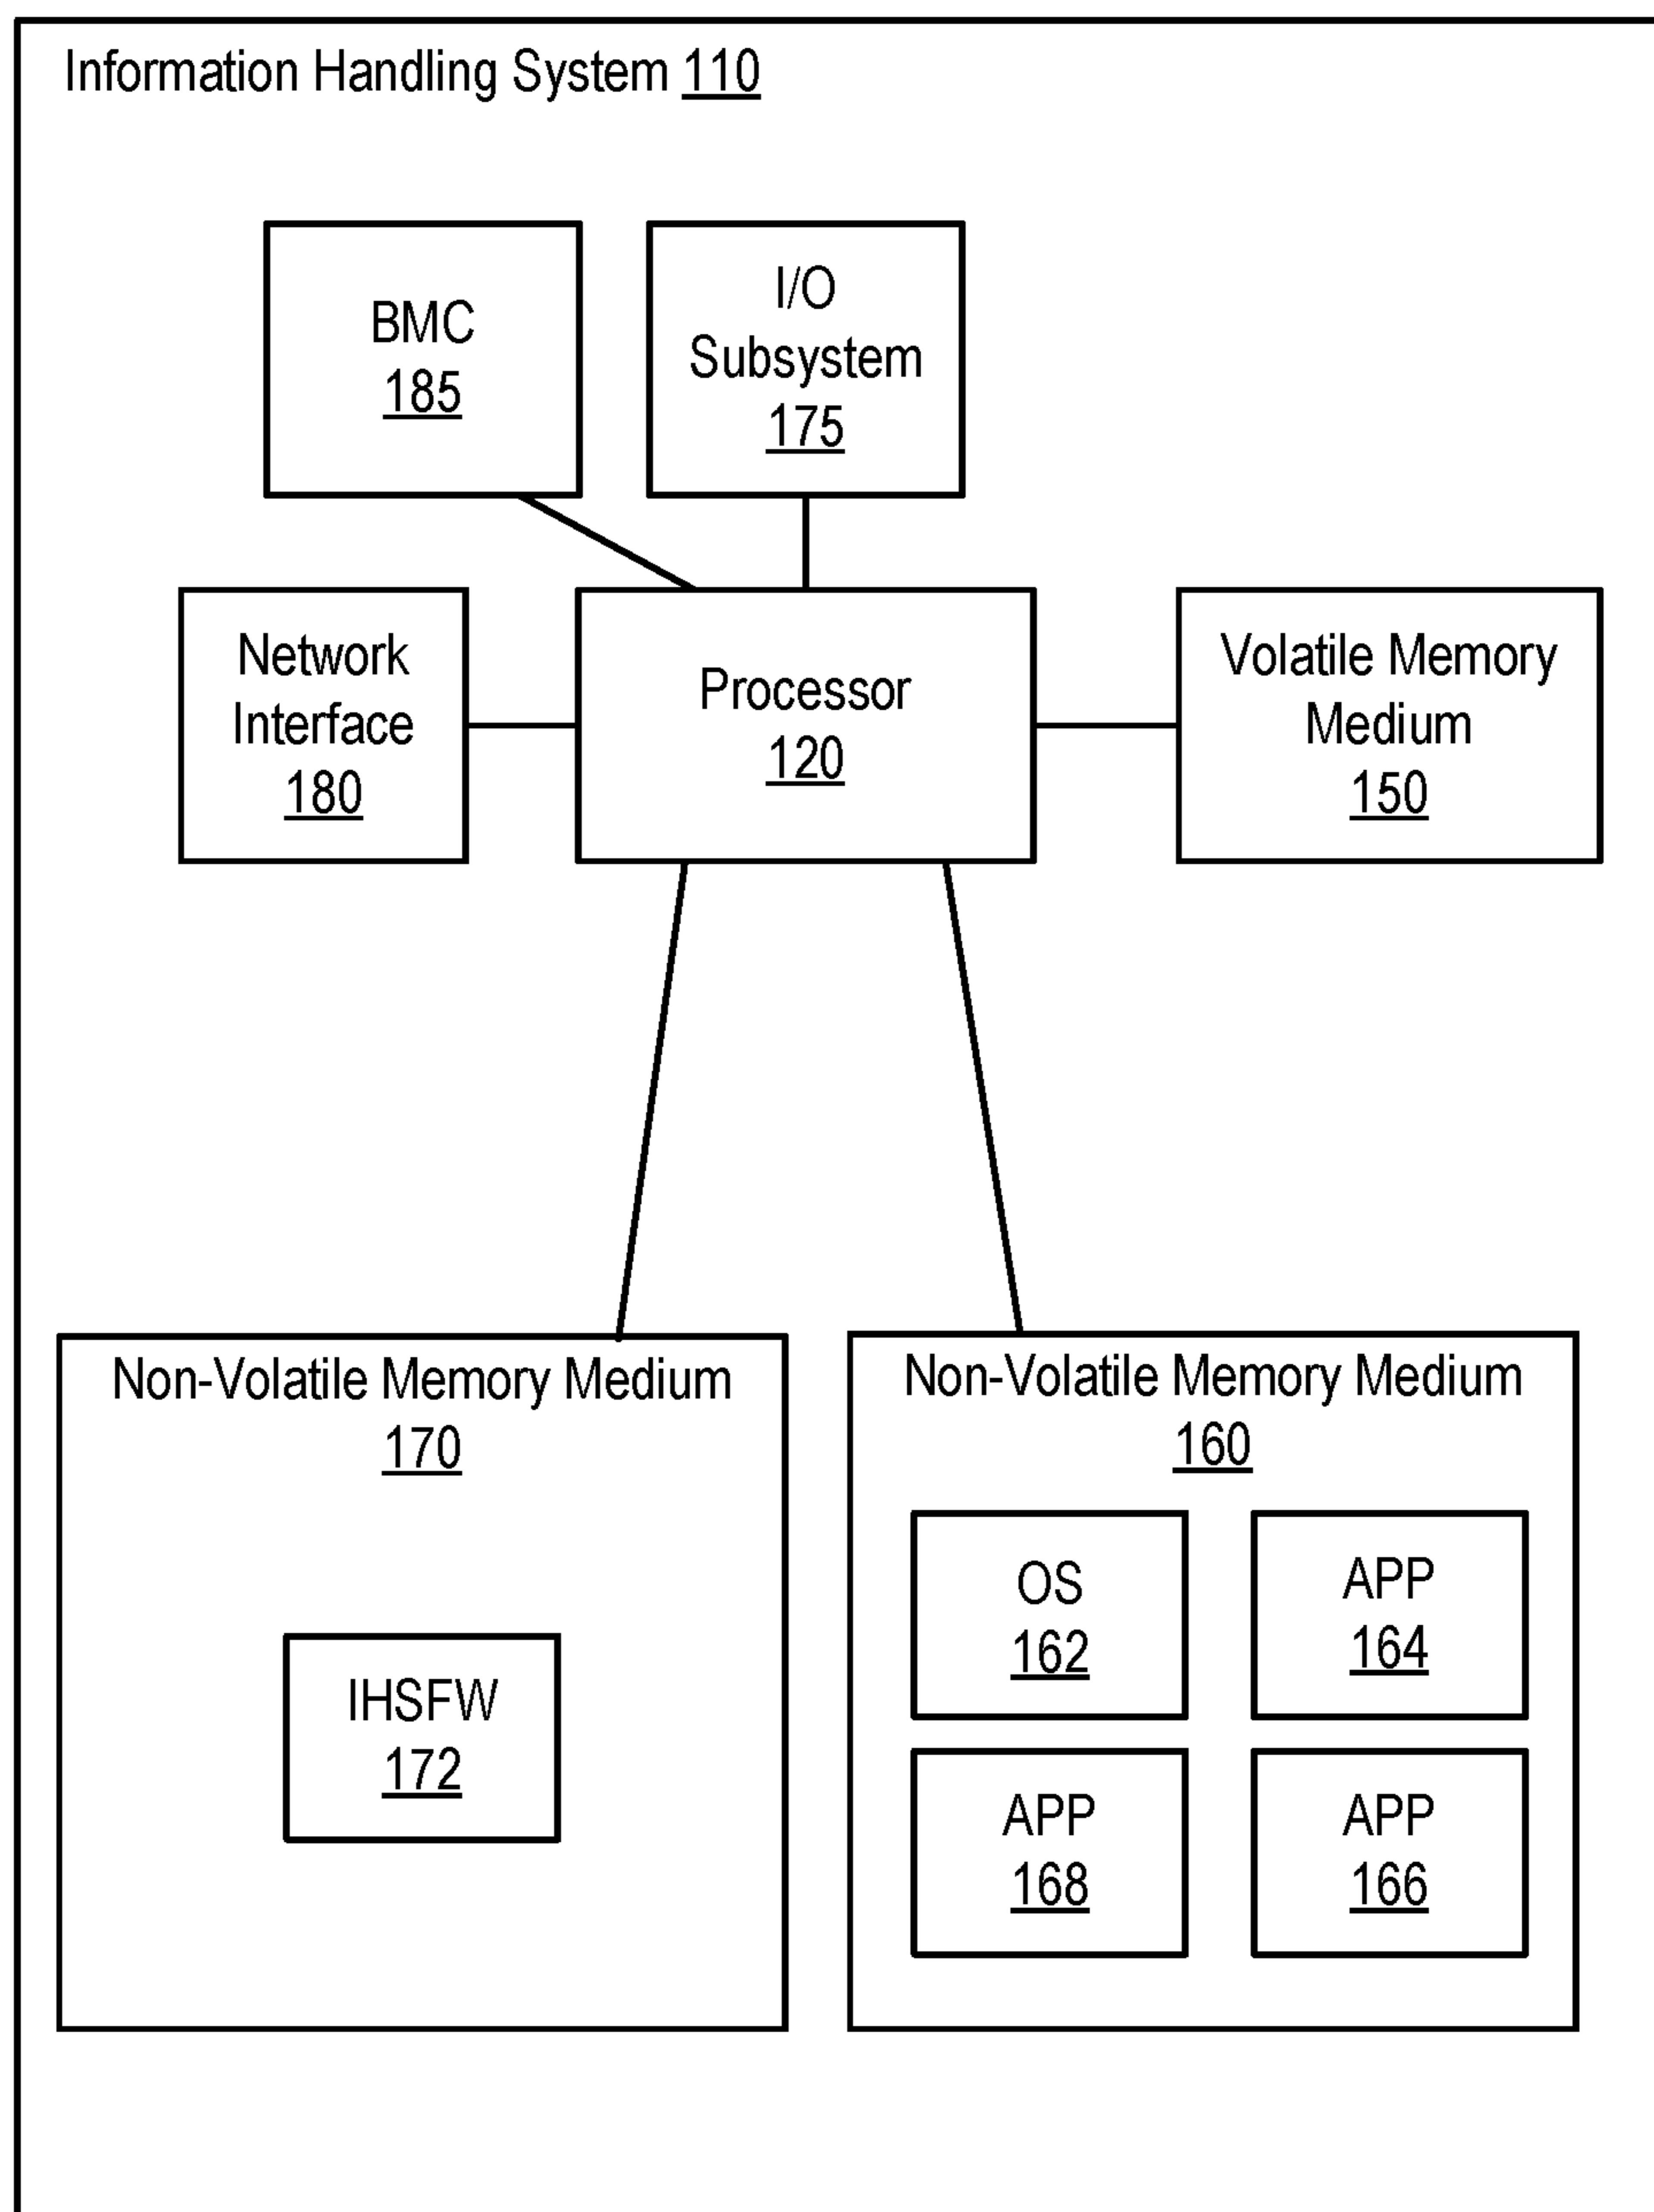 Information Handling System 110
BMC
185
I/O
Subsystem
175
Network
Interface
180
Processor
120
Volatile Memory
Medium
150
Non-Volatile Memory Medium
170
IHSFW
172
Non-Volatile Memory Medium
160
OS
162
APP
164
APP
168
APP
166